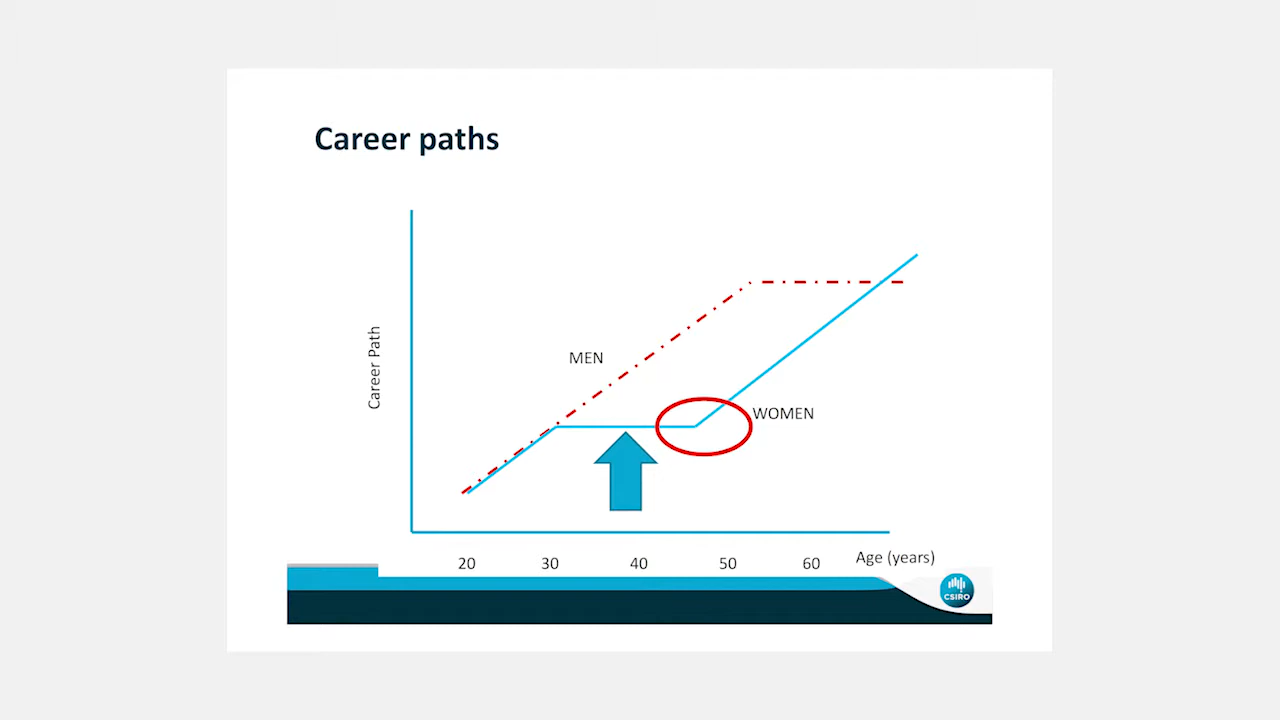 Career paths
Career Path
MEN
WOMEN
20 30 40 50 60 Age (years)
CSIRO